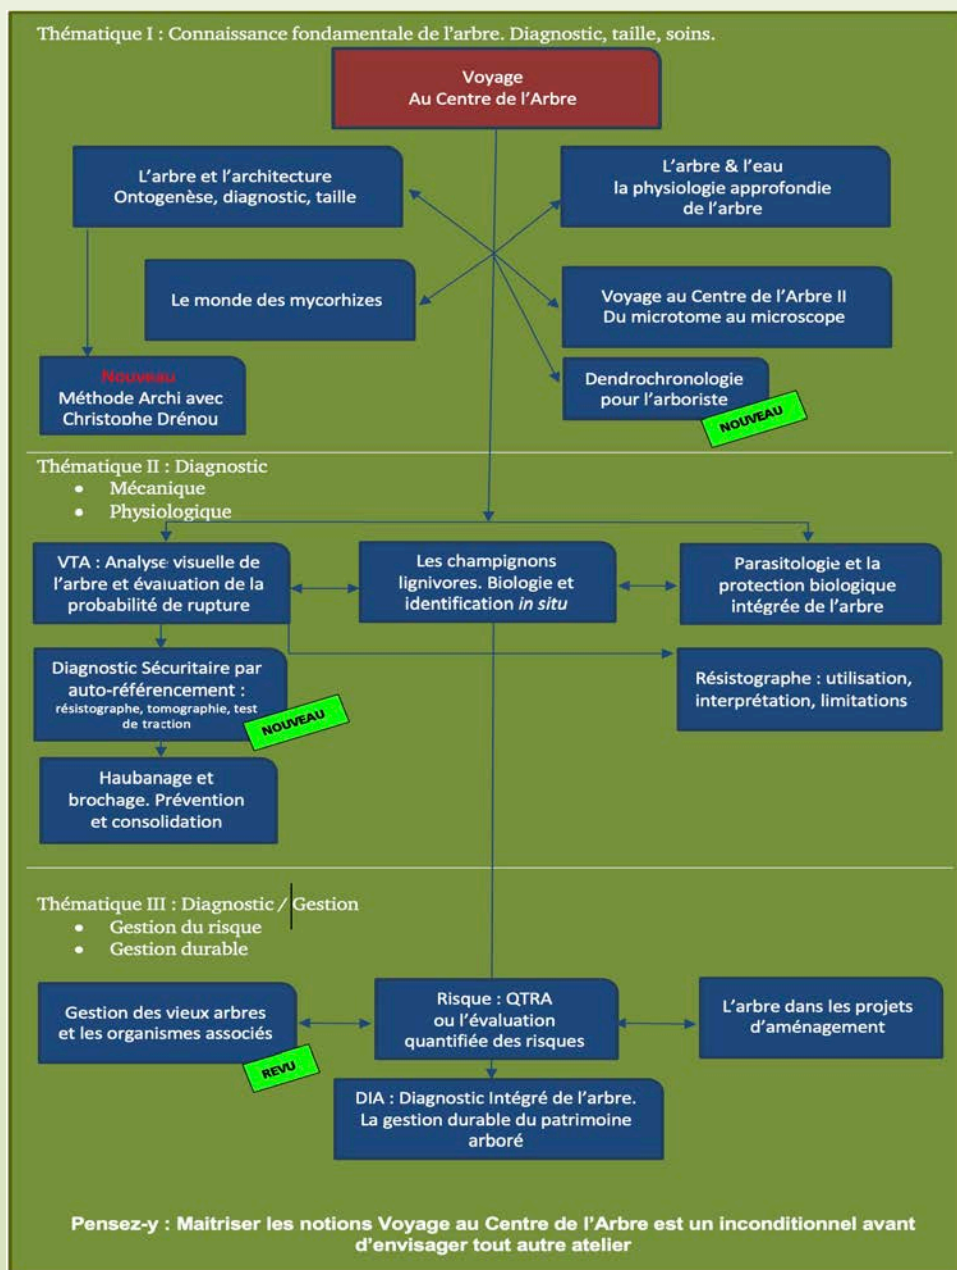 Thématique I : Connaissance fondamentale de l'arbre. Diagnostic, taille, soins.
Voyage
Au Centre de l'Arbre
L'arbre et l'architecture
Ontogenèse, diagnostic, taille
L'arbre & l'eau
la physiologie approfondie
de l'arbre
Le monde des mycorhizes
Voyage au Centre de l'Arbre II
Du microtome au microscope
Nouveau
Méthode Archi avec
Christophe Drénou
Dendrochronologie
pour l'arboriste
NOUVEAU
Thématique II : Diagnostic
• Mécanique
• Physiologique
VTA : Analyse visuelle de
l'arbre et évaluation de la
probabilité de rupture
Les champignons
lignivores. Biologie et
identification in situ
Parasitologie et la
protection biologique
intégrée de l'arbre
Diagnostic Sécuritaire par
auto-référencement :
résistographe, tomographie, test
de traction
NOUVEAU
Résistographe : utilisation,
interprétation, limitations
Haubanage et
brochage. Prévention
et consolidation
Thématique III : Diagnostic / Gestion
• Gestion du risque
• Gestion durable
Gestion des vieux arbres
et les organismes associés
REVU
Risque : QTRA
ou l'évaluation
quantifiée des risques
L'arbre dans les projets
d'aménagement
DIA : Diagnostic Intégré de l'arbre.
La gestion durable du patrimoine
arboré
Pensez-y : Maitriser les notions Voyage au Centre de l'Arbre est un inconditionnel avant
d'envisager tout autre atelier